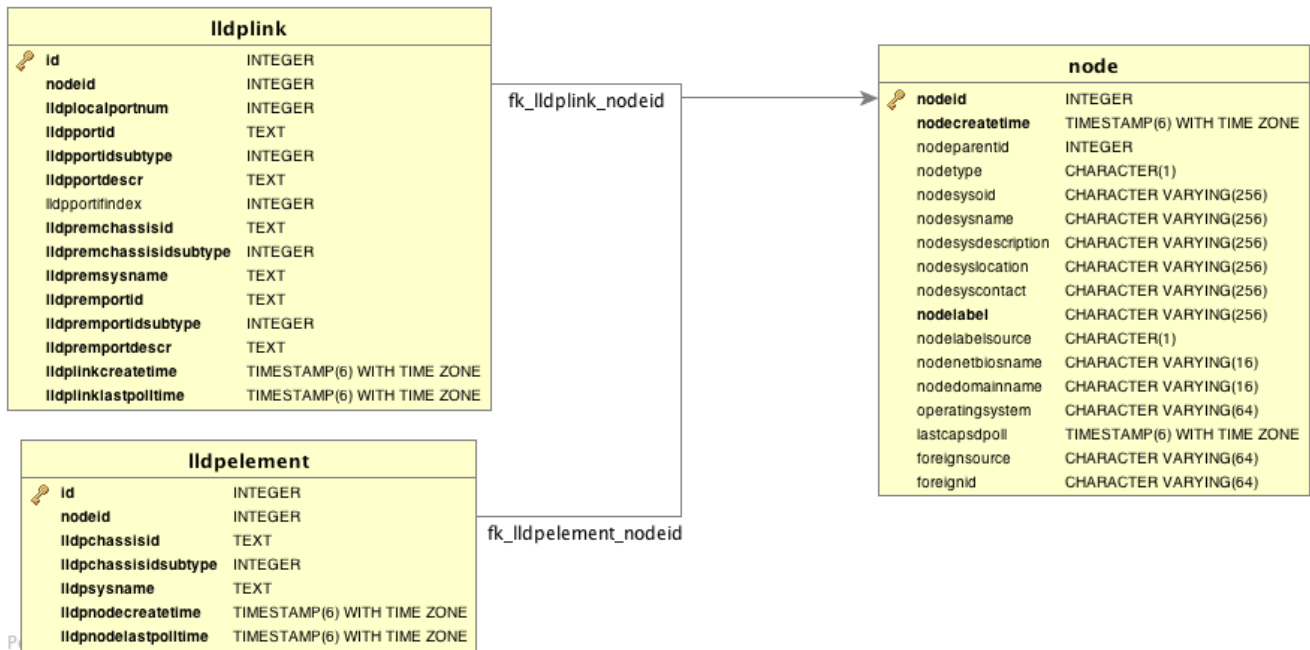 lldplink
id INTEGER
nodeid INTEGER
lldplocalportnum INTEGER
lldpportid TEXT
lldpportidsubtype INTEGER
lldpportdescr TEXT
lldpportifindex INTEGER
lldpremchassisid TEXT
lldpremchassisidsubtype INTEGER
lldpremsysname TEXT
lldpremportid TEXT
lldpremportidsubtype INTEGER
lldpremportdescr TEXT
lldplinkcreatetime TIMESTAMP(6) WITH TIME ZONE
lldplinklastpolltime TIMESTAMP(6) WITH TIME ZONE
fk_lldplink_nodeid
node
nodeid INTEGER
nodecreatetime TIMESTAMP(6) WITH TIME ZONE
nodeparentid INTEGER
nodetype CHARACTER(1)
nodesysoid CHARACTER VARYING(256)
nodesysname CHARACTER VARYING(256)
nodesysdescription CHARACTER VARYING(256)
nodesyslocation CHARACTER VARYING(256)
nodesyscontact CHARACTER VARYING(256)
nodelabel CHARACTER VARYING(256)
nodelabelsource CHARACTER(1)
nodenetbiosname CHARACTER VARYING(16)
nodedomainname CHARACTER VARYING(16)
operatingsystem CHARACTER VARYING(64)
lastcapsdpoll TIMESTAMP(6) WITH TIME ZONE
foreignsource CHARACTER VARYING(64)
foreignid CHARACTER VARYING(64)
lldpelement
id INTEGER
nodeid INTEGER
lldpchassisid TEXT
lldpchassisidsubtype INTEGER
lldpsysname TEXT
lldpnodecreatetime TIMESTAMP(6) WITH TIME ZONE
lldpnodelastpolltime TIMESTAMP(6) WITH TIME ZONE
fk_lldpelement_nodeid